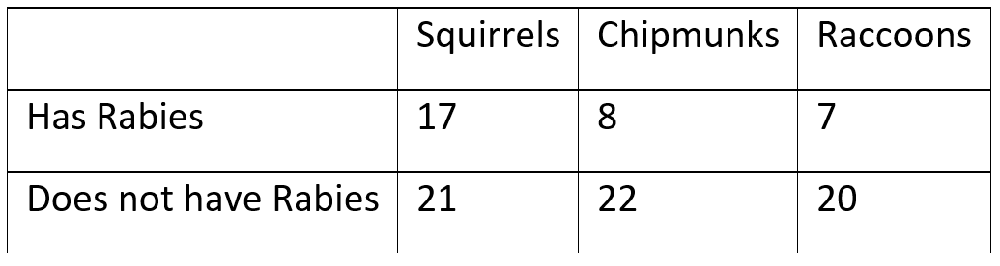 Squirrels Chipmunks Raccoons
Has Rabies 17 8 7
Does not have Rabies 21 22 20